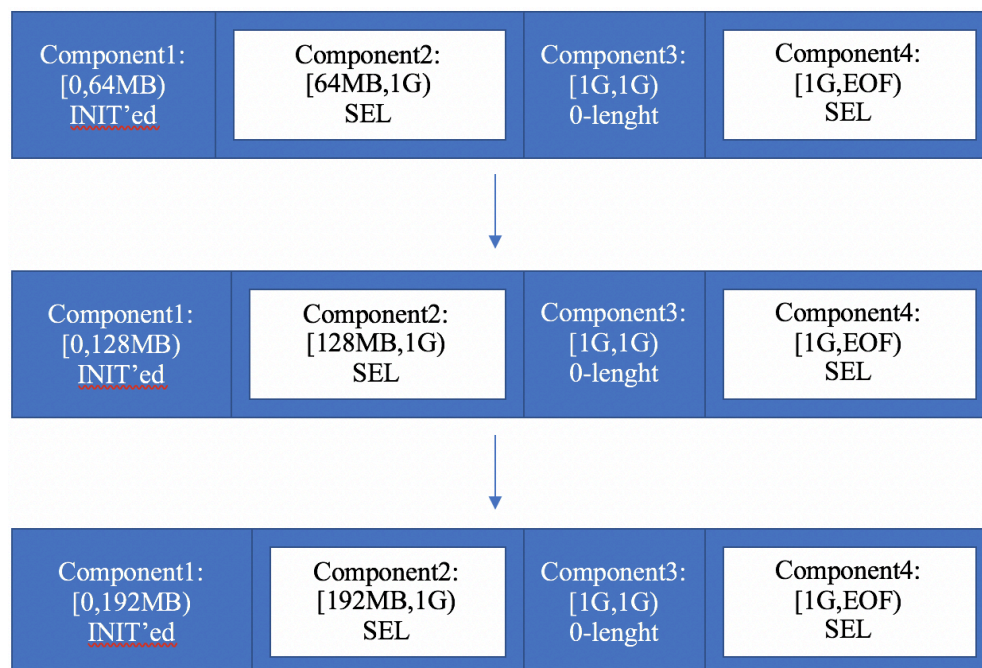 Component1:
[0,64MB)
INIT'ed
Component2:
[64MB,1G)
SEL
Component3:
[1G,1G)
0-lenght
Component4:
[1G,EOF)
SEL
Component1:
[0,128MB)
INIT'ed
Component2:
[128MB,1G)
SEL
Component3:
[1G,1G)
0-lenght
Component4:
[1G,EOF)
SEL
Component1:
[0,192MB)
INIT'ed
Component2:
[192MB,1G)
SEL
Component3:
[1G,1G)
0-lenght
Component4:
[1G,EOF)
SEL